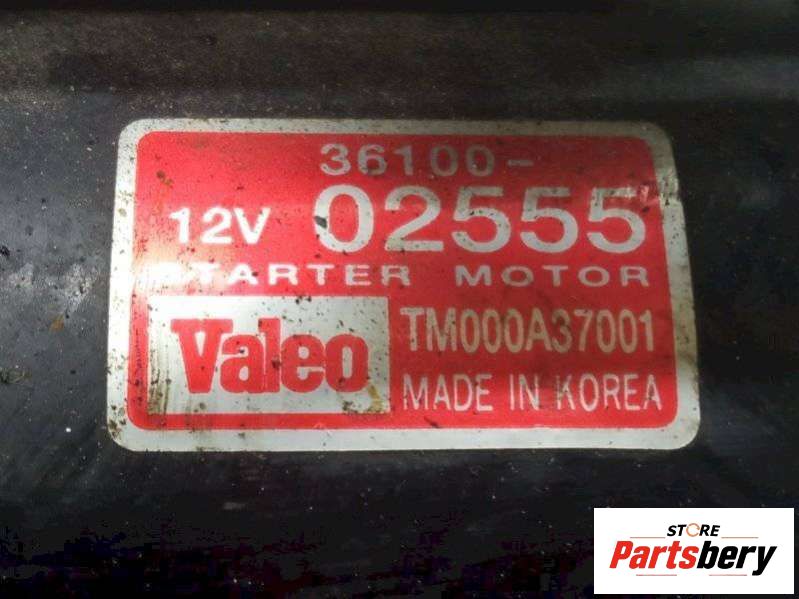 36100-
12V 02555
STARTER MOTOR
Valeo TM000A37001
MADE IN KOREA
STORE
Partsbery